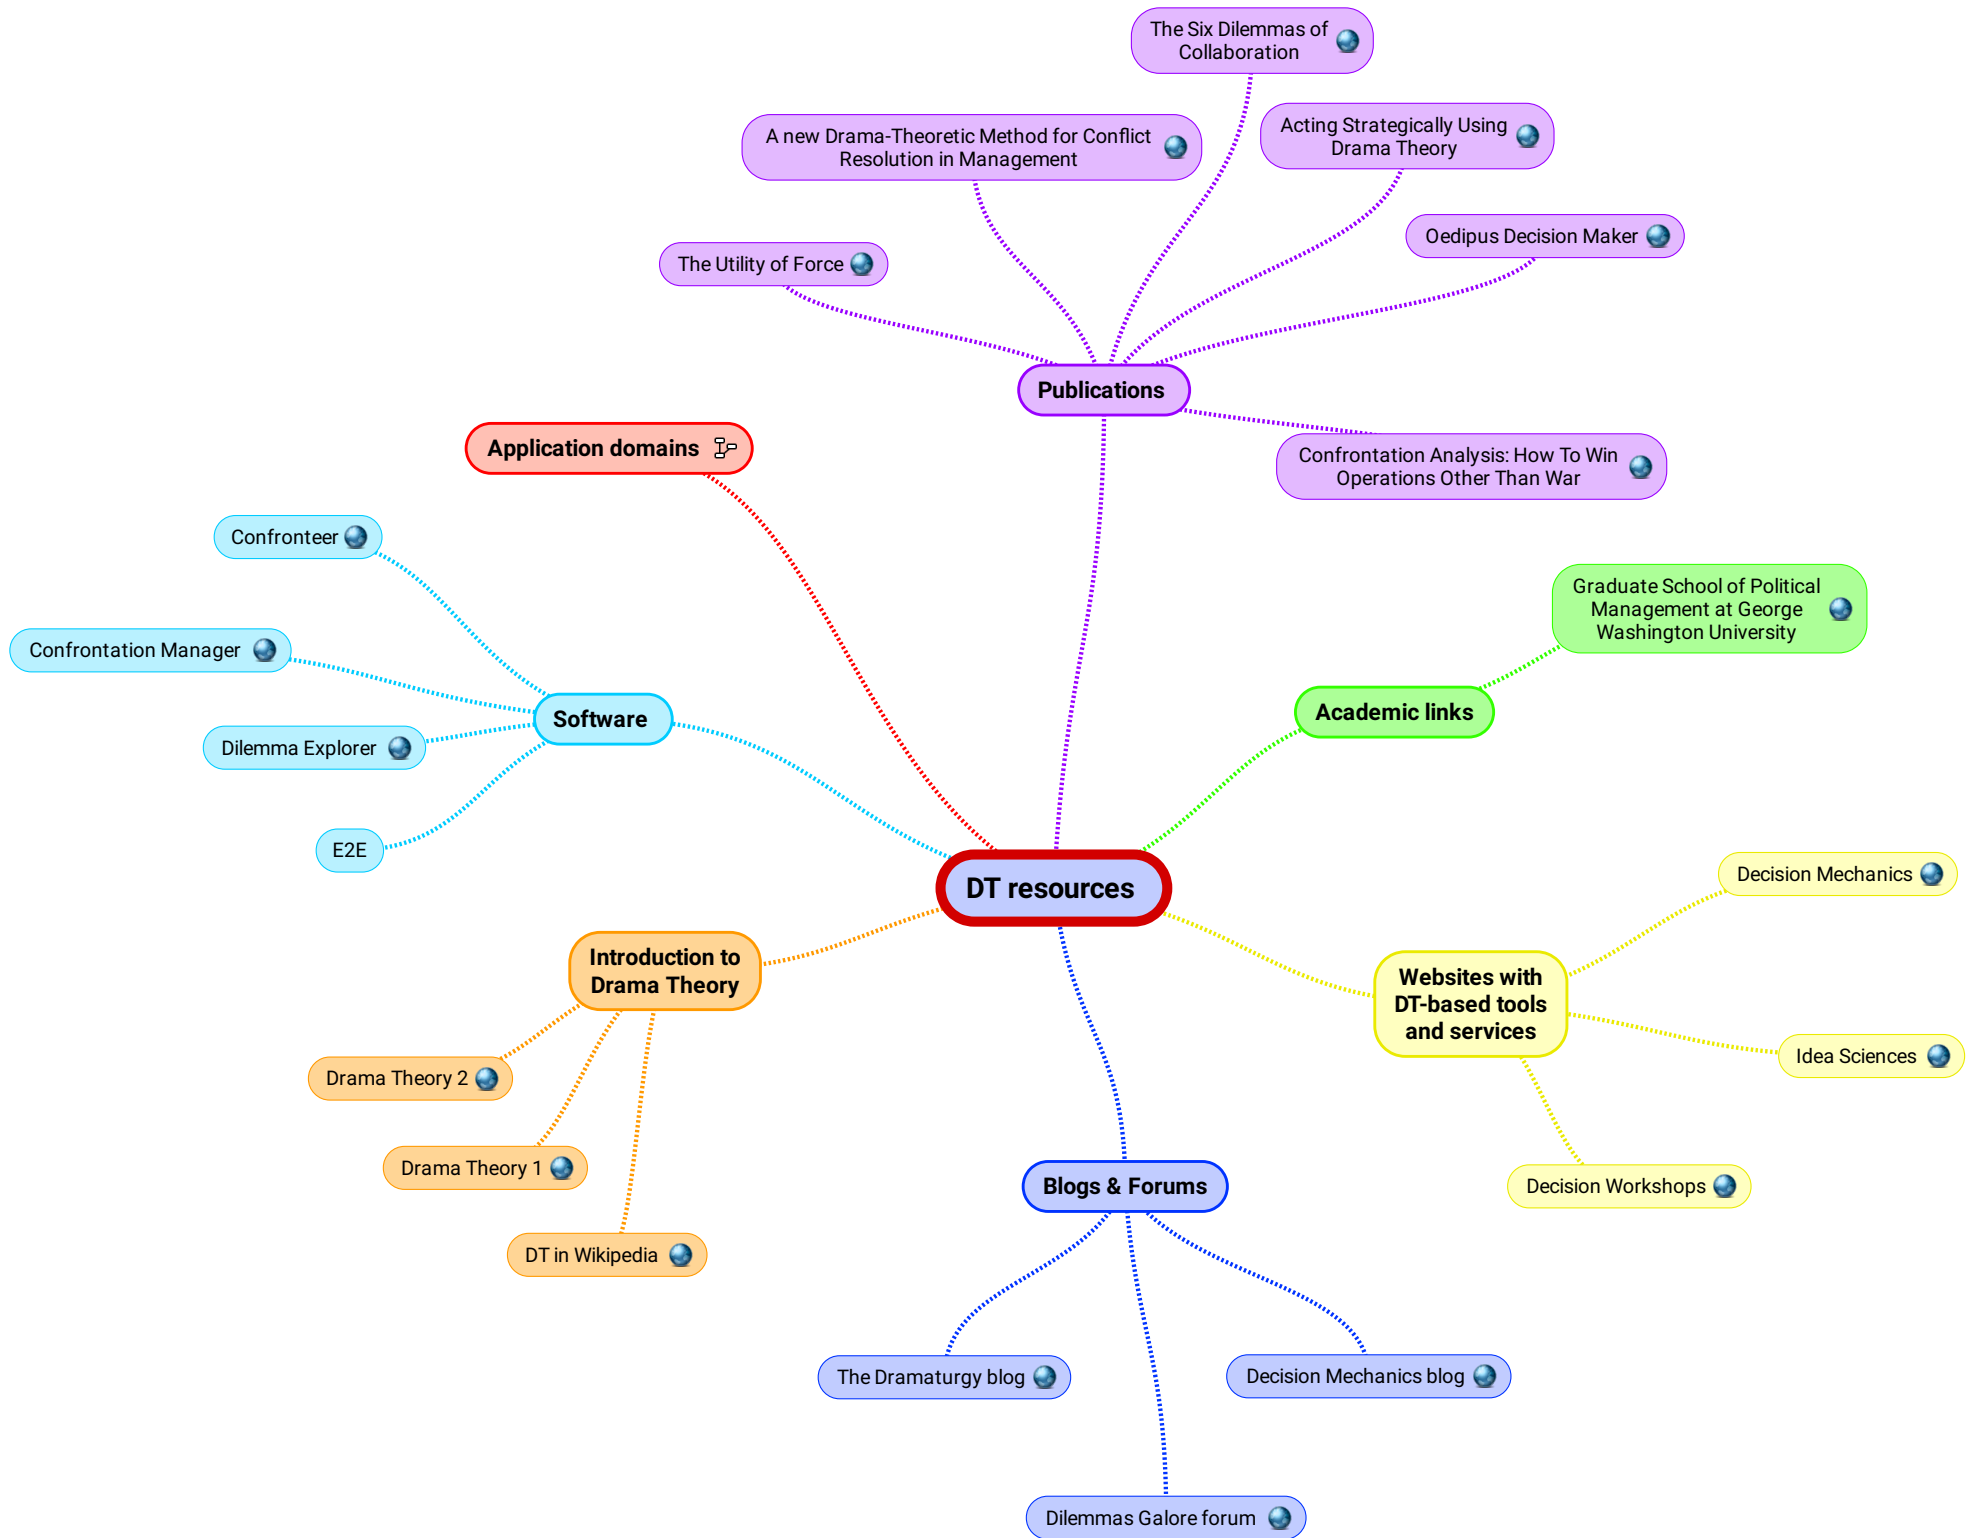 The Six Dilemmas of
Collaboration
A new Drama-Theoretic Method for Conflict
Resolution in Management
Acting Strategically Using
Drama Theory
The Utility of Force
Oedipus Decision Maker
Publications
Confrontation Analysis: How To Win
Operations Other Than War
Application domains
Confronteer
Confrontation Manager
Software
Dilemma Explorer
E2E
Graduate School of Political
Management at George
Washington University
Academic links
DT resources
Introduction to
Drama Theory
Drama Theory 2
Drama Theory 1
DT in Wikipedia
Decision Mechanics
Websites with
DT-based tools
and services
Idea Sciences
Decision Workshops
Blogs & Forums
The Dramaturgy blog
Decision Mechanics blog
Dilemmas Galore forum